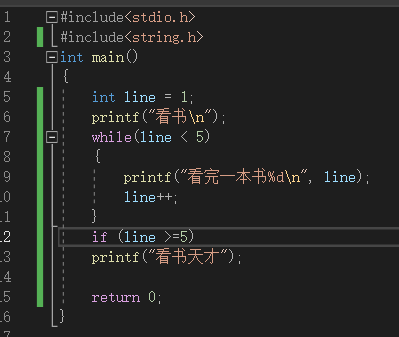 1 #include<stdio.h>
2 #include<string.h>
3 int main()
4 {
5 int line = 1;
6 printf("看书\n");
7 while(line < 5)
8 {
9 printf("看完一本书%d\n", line);
10 line++;
11 }
12 if (line >=5)
13 printf("看书天才");
14
15 return 0;
16 }